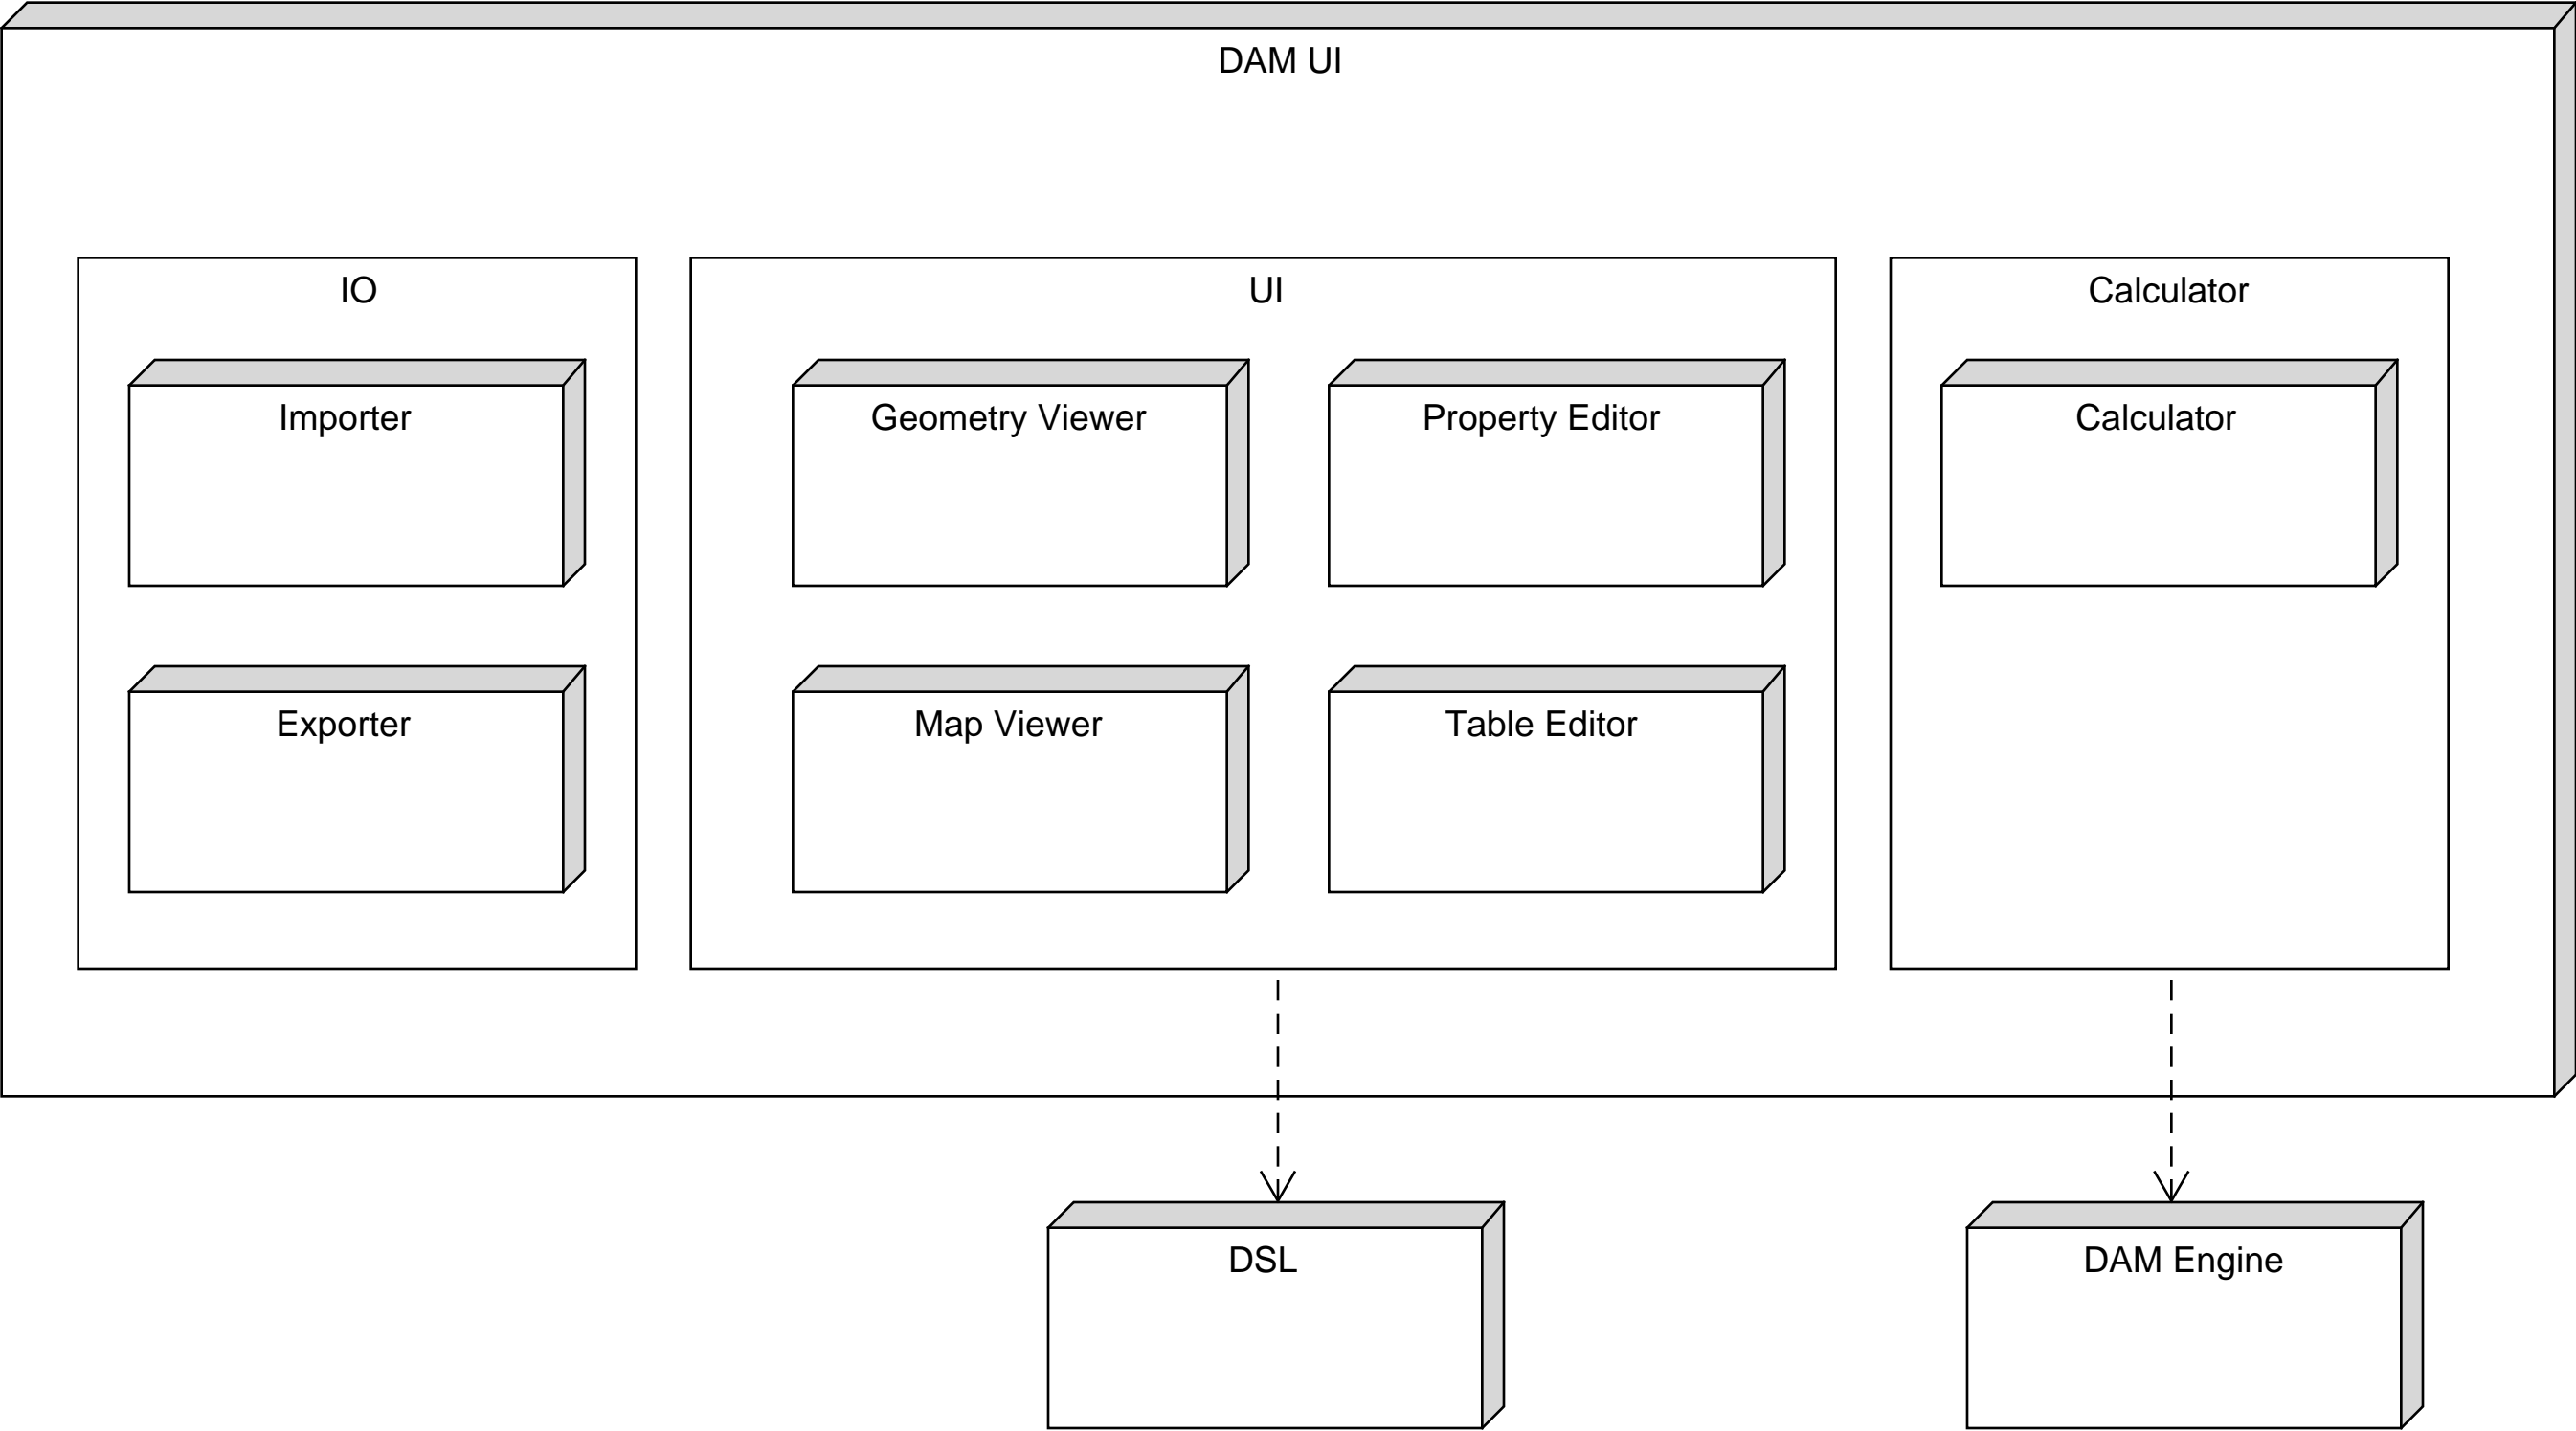 DAM UI
IO
UI
Calculator
Importer
Geometry Viewer
Property Editor
Calculator
Exporter
Map Viewer
Table Editor
DSL
DAM Engine